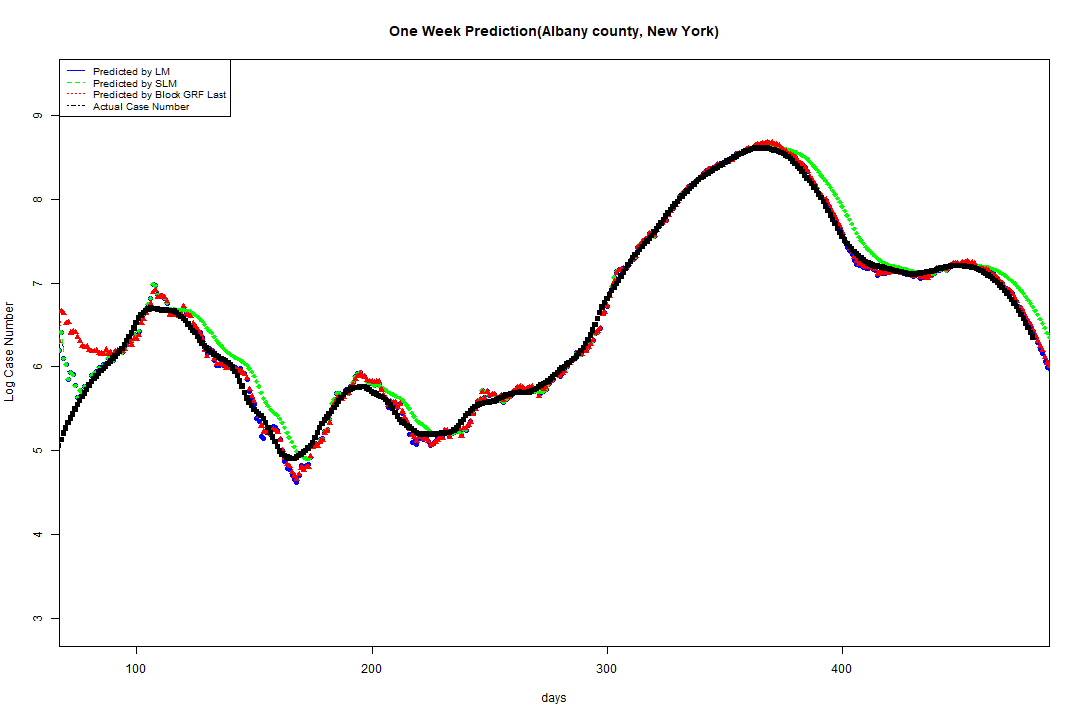 One Week Prediction(Albany county, New York)
Predicted by LM
Predicted by SLM
Predicted by Block GRF Last
Actual Case Number
Log Case Number
9
8
7
6
5
4
3
100 200 300 400
days